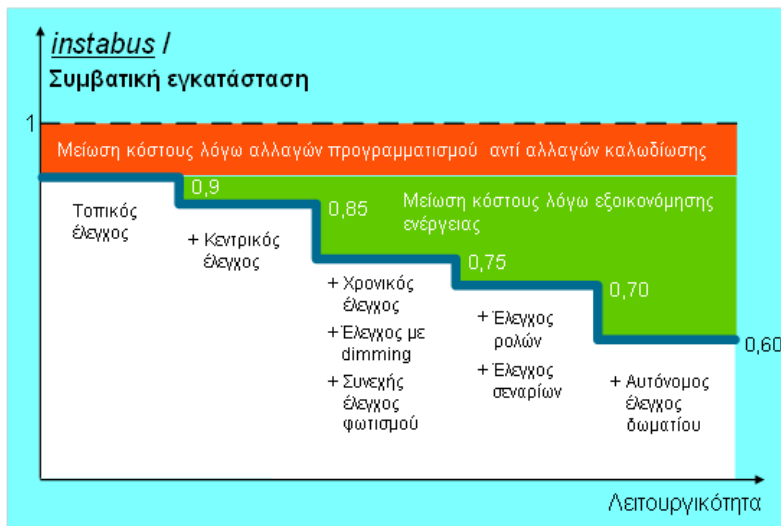 instabus /
Συμβατική εγκατάσταση
1
Μείωση κόστους λόγω αλλαγών προγραμματισμού αντί αλλαγών καλωδίωσης
0,9
Τοπικός
έλεγχος
+ Κεντρικός
έλεγχος
0,85
Μείωση κόστους λόγω εξοικονόμησης
ενέργειας
+ Χρονικός
έλεγχος
+ Έλεγχος με
dimming
+ Συνεχής
έλεγχος
φωτισμού
0,75
+ Έλεγχος
ρολών
+ Έλεγχος
σεναρίων
0,70
+ Αυτόνομος
έλεγχος
δωματίου
0,60
Λειτουργικότητα